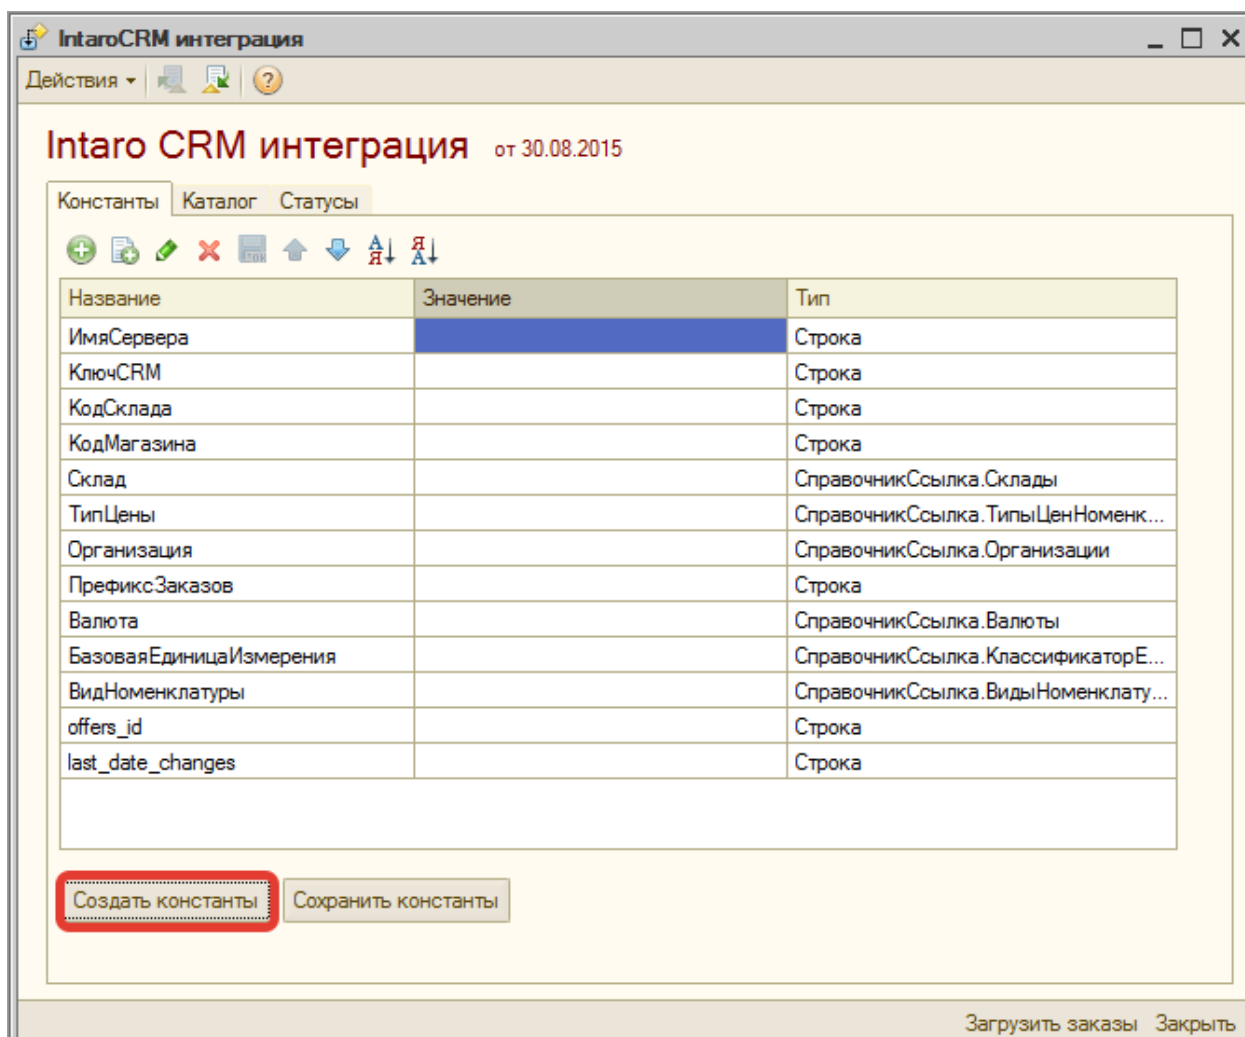 IntaroCRM интеграция
Действия
Intaro CRM интеграция от 30.08.2015
Константы Каталог Статусы
Название Значение Тип
ИмяСервера Строка
КлючCRM Строка
КодСклада Строка
КодМагазина Строка
Склад СправочникСсылка.Склады
ТипЦены СправочникСсылка.ТипыЦенНоменк...
Организация СправочникСсылка.Организации
ПрефиксЗаказов Строка
Валюта СправочникСсылка.Валюты
БазоваяЕдиницаИзмерения СправочникСсылка.КлассификаторЕ...
ВидНоменклатуры СправочникСсылка.ВидыНоменклату...
offers_id Строка
last_date_changes Строка
Создать константы Сохранить константы
Загрузить заказы Закрыть